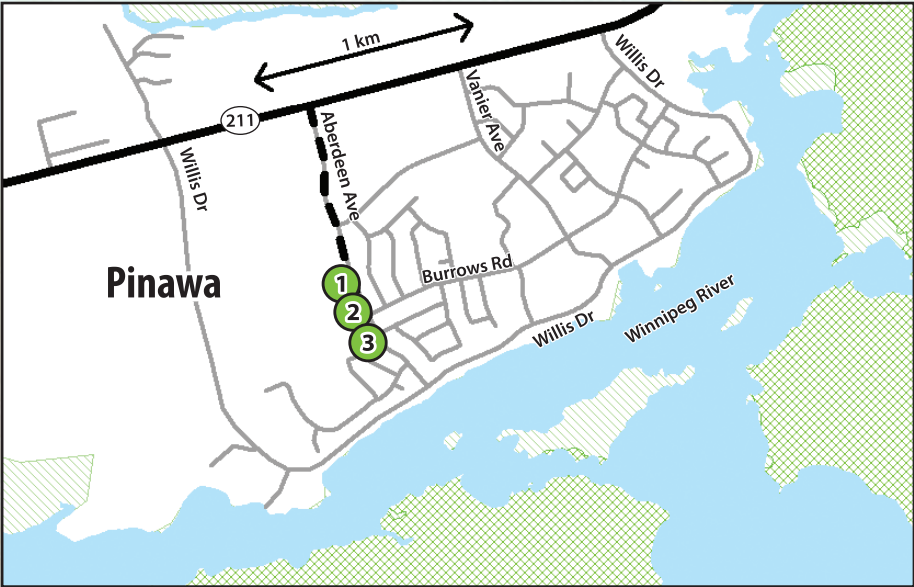 1 km
Willis Dr
211
Vanier Ave
Aberdeen Ave
Willis Dr
Burrows Rd
Pinawa
1
2
3
Willis Dr
Winnipeg River